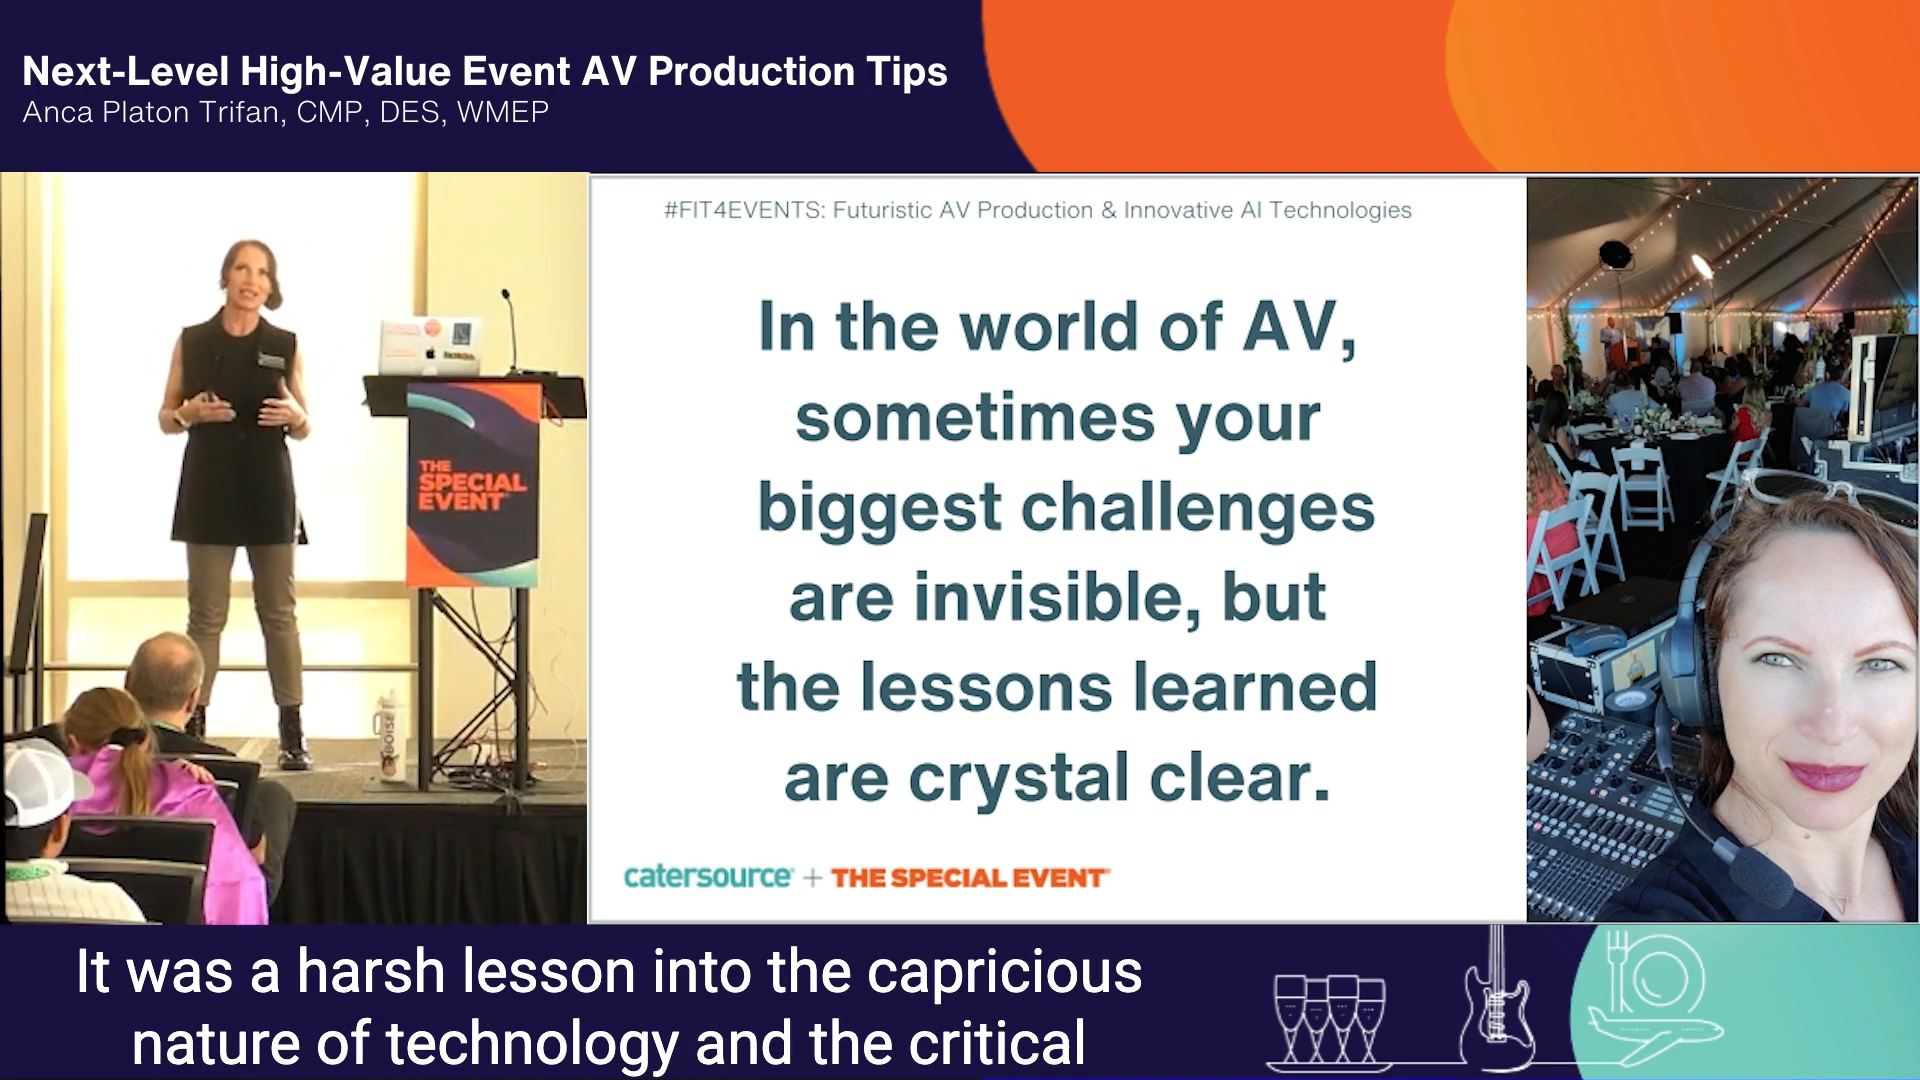 Next-Level High-Value Event AV Production Tips
Anca Platon Trifan, CMP, DES, WMEP
#FIT4EVENTS: Futuristic AV Production & Innovative AI Technologies
In the world of AV,
sometimes your
biggest challenges
are invisible, but
the lessons learned
are crystal clear.
catersource + THE SPECIAL EVENT
THE
SPECIAL
EVENT
BOISE
It was a harsh lesson into the capricious
nature of technology and the critical